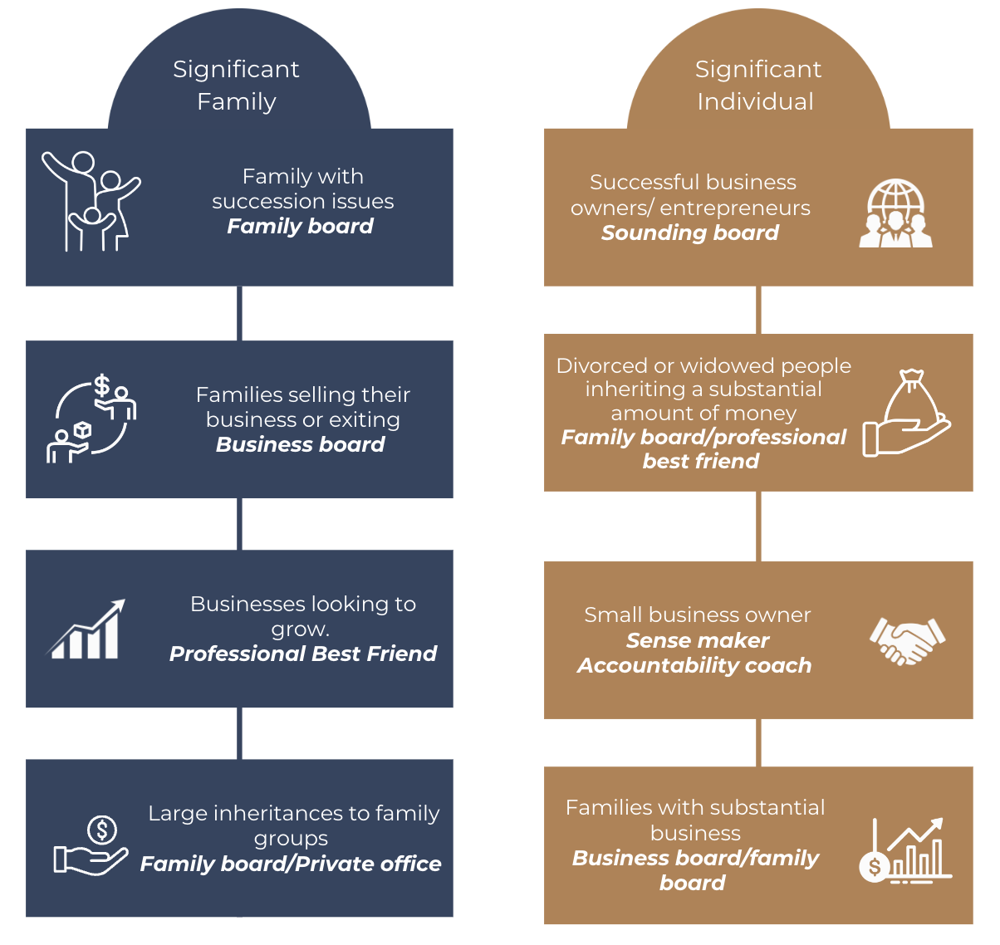 Significant
Family
Family with
succession issues
Family board
$
Families selling their
business or exiting
Business board
Businesses looking to
grow.
Professional Best Friend
$
Large inheritances to family
groups
Family board/Private office
Significant
Individual
Successful business
owners/ entrepreneurs
Sounding board
Divorced or widowed people
inheriting a substantial
amount of money
Family board/professional
best friend
Small business owner
Sense maker
Accountability coach
Families with substantial
business
Business board/family
board
$